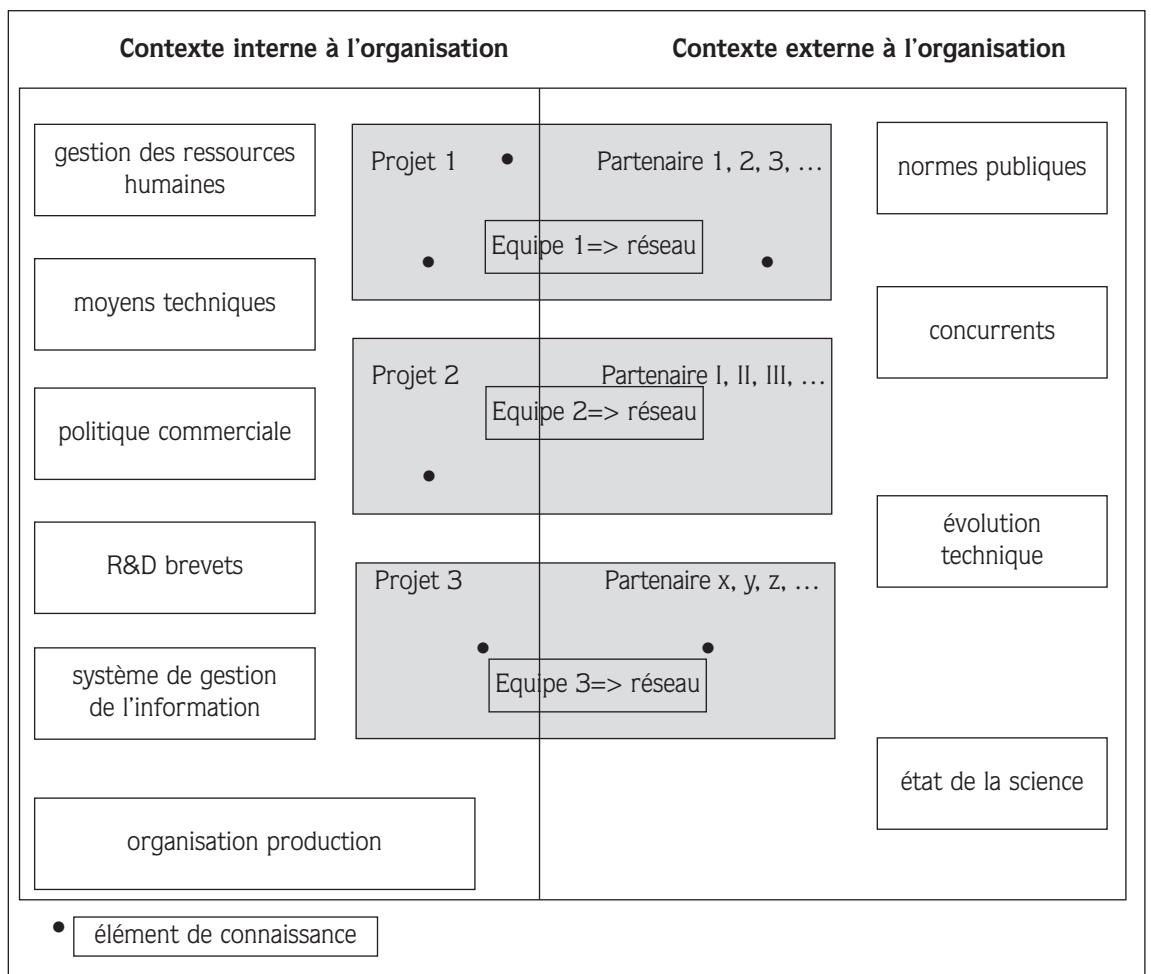 Contexte interne à l'organisation
Contexte externe à l'organisation
gestion des ressources
humaines
moyens techniques
politique commerciale
R&D brevets
système de gestion
de l'information
organisation production
Projet 1
Partenaire 1, 2, 3, …
Equipe 1=> réseau
Projet 2
Partenaire I, II, III, …
Equipe 2=> réseau
Projet 3
Partenaire x, y, z, …
Equipe 3=> réseau
normes publiques
concurrents
évolution
technique
état de la science
élément de connaissance